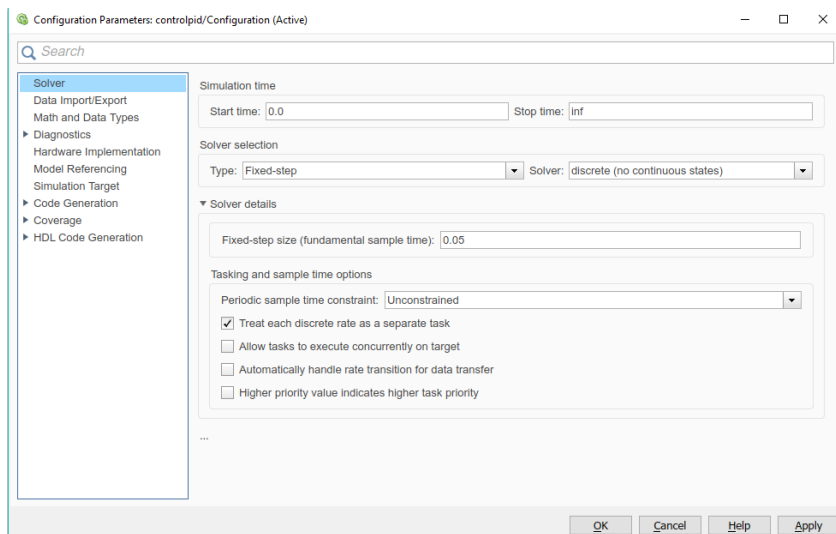 Configuration Parameters: controlpid/Configuration (Active)
Search
Solver
Data Import/Export
Math and Data Types
Diagnostics
Hardware Implementation
Model Referencing
Simulation Target
Code Generation
Coverage
HDL Code Generation
Simulation time
Start time: 0.0 Stop time: inf
Solver selection
Type: Fixed-step Solver: discrete (no continuous states)
Solver details
Fixed-step size (fundamental sample time): 0.05
Tasking and sample time options
Periodic sample time constraint: Unconstrained
Treat each discrete rate as a separate task
Allow tasks to execute concurrently on target
Automatically handle rate transition for data transfer
Higher priority value indicates higher task priority
...
OK Cancel Help Apply